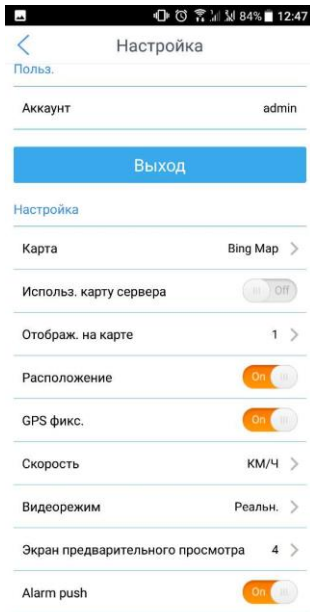 84% 12:47
Настройка
Польз.
Аккаунт admin
Выход
Настройка
Карта Bing Map
Использ. карту сервера Off
Отображ. на карте 1
Расположение On
GPS фикс. On
Скорость КМ/Ч
Видеорежим Реальн.
Экран предварительного просмотра 4
Alarm push On